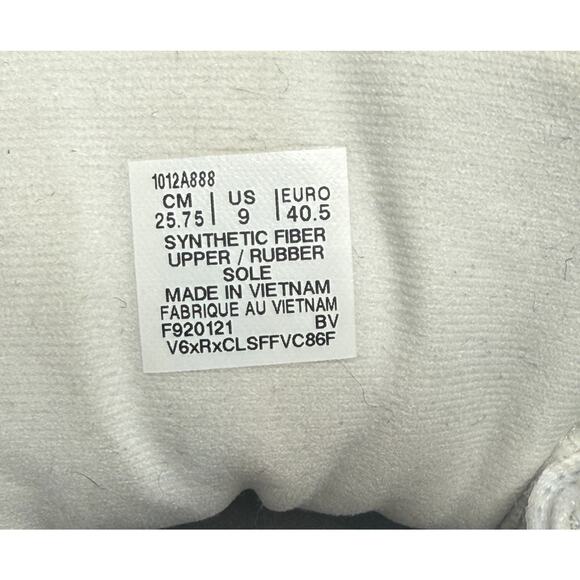 1012A888
CM | US | EURO
25.75 | 9 | 40.5
SYNTHETIC FIBER
UPPER / RUBBER
SOLE
MADE IN VIETNAM
FABRIQUE AU VIETNAM
F920121 BV
V6xRxCLSFFVC86F